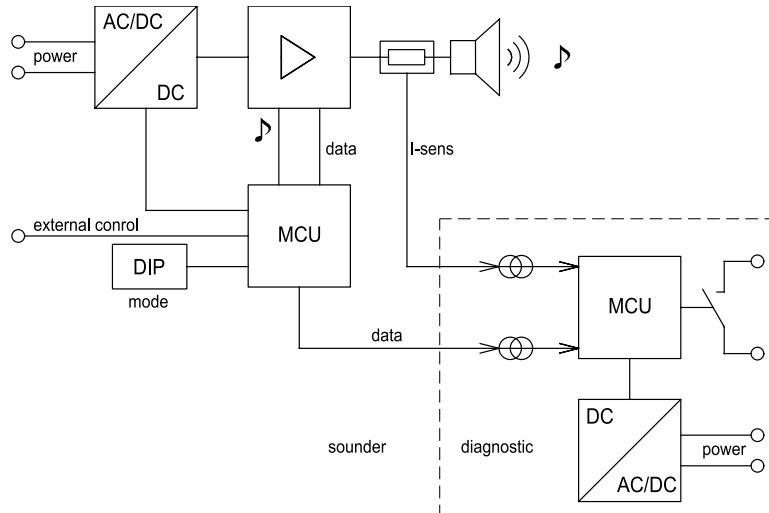 AC/DC
power
DC
data
I-sens
external conrol
MCU
DIP
mode
MCU
data
DC
sounder
diagnostic
power
AC/DC